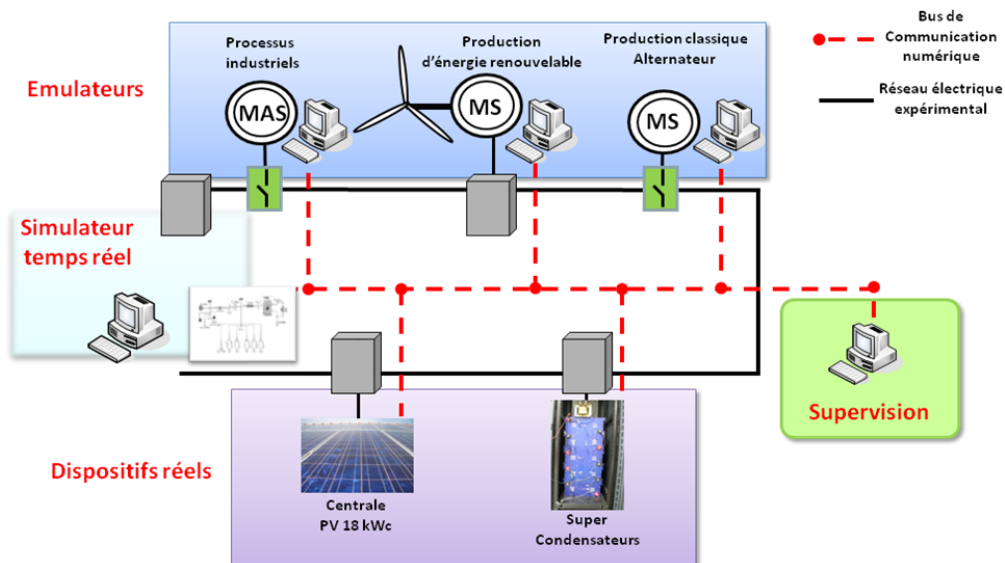 Bus de
Communication
numérique
Réseau électrique
expérimental
Emulateurs
Processus
industriels
Production
d'énergie renouvelable
Production classique
Alternateur
MAS
MS
MS
Simulateur
temps réel
Supervision
Dispositifs réels
Centrale
PV 18 kWc
Super
Condensateurs